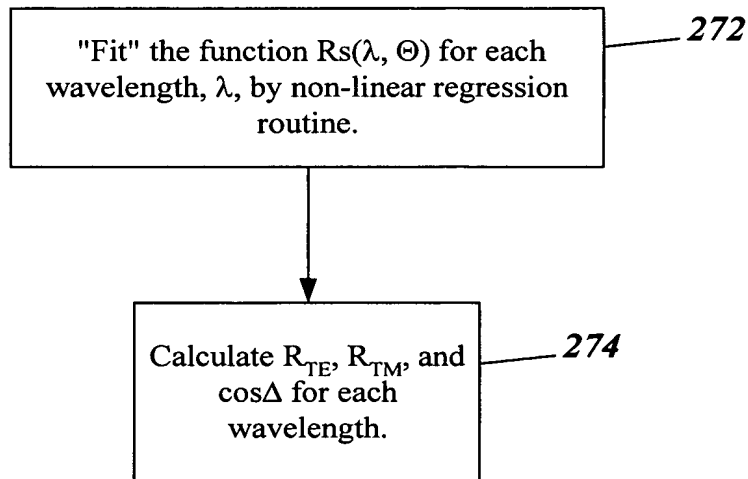 "Fit" the function Rs(λ, Θ) for each
wavelength, λ, by non-linear regression
routine.
272
Calculate R_TE, R_TM, and
cosΔ for each
wavelength.
274